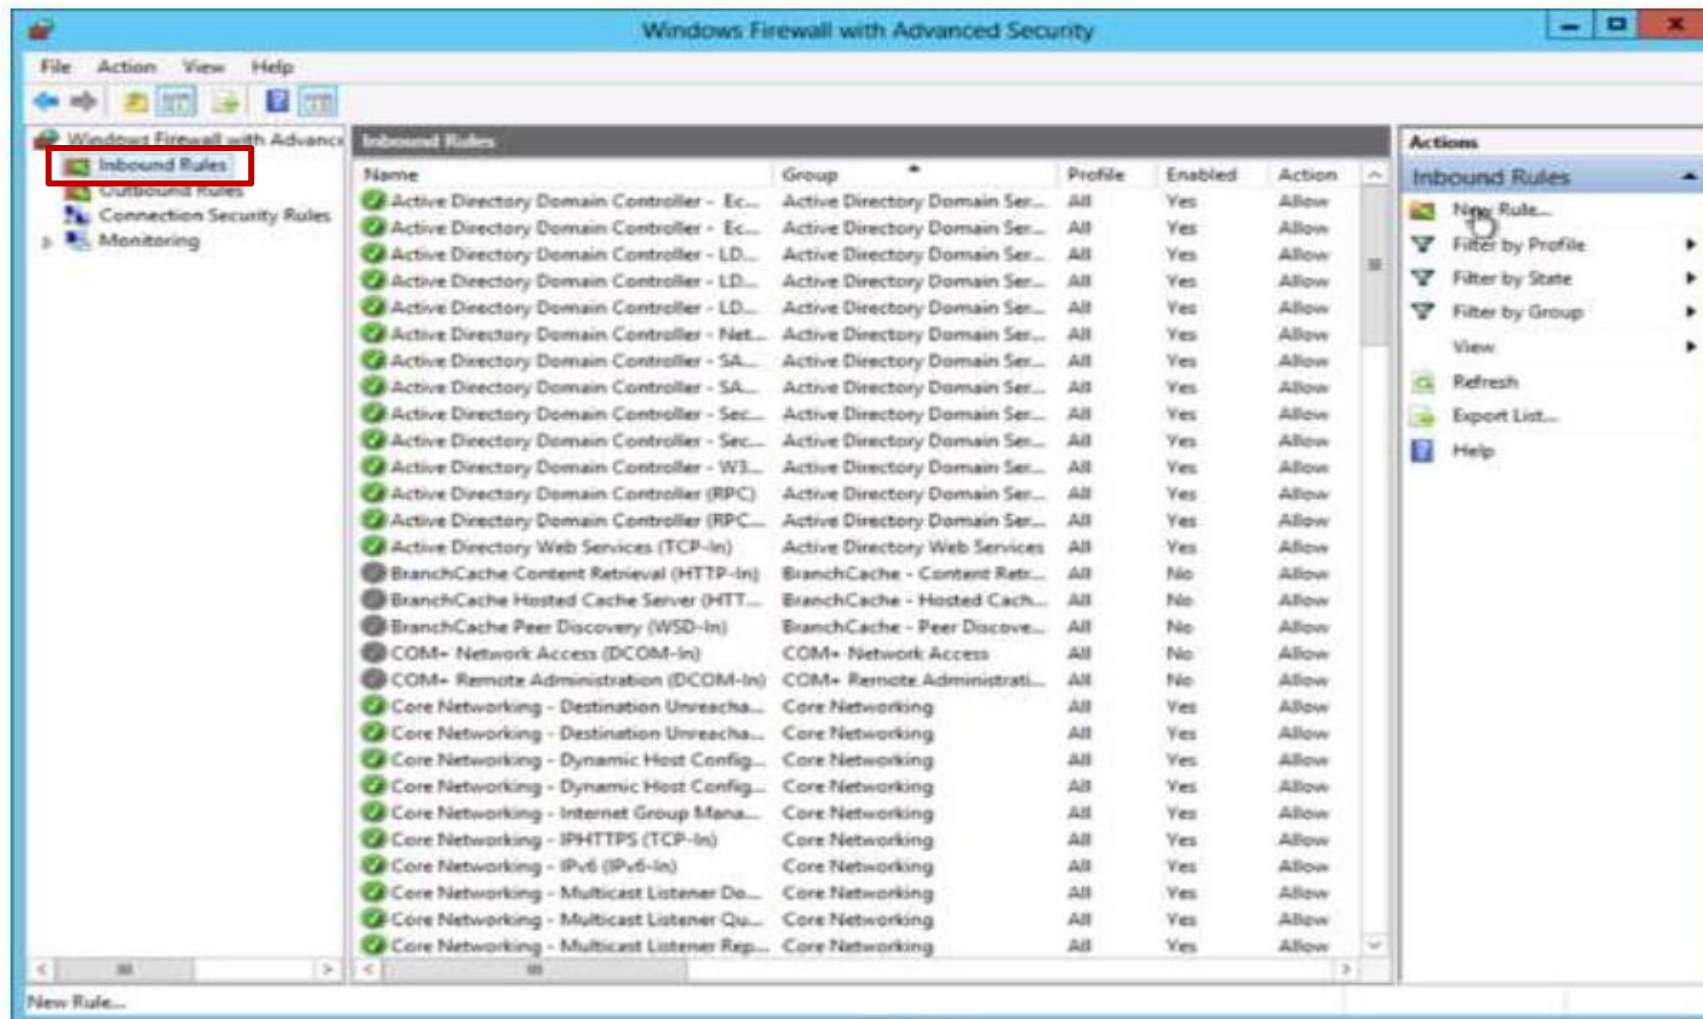 Windows Firewall with Advanced Security
File Action View Help
Windows Firewall with Advance
Inbound Rules
Outbound Rules
Connection Security Rules
Monitoring
Inbound Rules
Name Group Profile Enabled Action
Active Directory Domain Controller - Ec... Active Directory Domain Ser... All Yes Allow
Active Directory Domain Controller - Ec... Active Directory Domain Ser... All Yes Allow
Active Directory Domain Controller - LD... Active Directory Domain Ser... All Yes Allow
Active Directory Domain Controller - LD... Active Directory Domain Ser... All Yes Allow
Active Directory Domain Controller - LD... Active Directory Domain Ser... All Yes Allow
Active Directory Domain Controller - Net... Active Directory Domain Ser... All Yes Allow
Active Directory Domain Controller - SA... Active Directory Domain Ser... All Yes Allow
Active Directory Domain Controller - SA... Active Directory Domain Ser... All Yes Allow
Active Directory Domain Controller - Sec... Active Directory Domain Ser... All Yes Allow
Active Directory Domain Controller - Sec... Active Directory Domain Ser... All Yes Allow
Active Directory Domain Controller - W3... Active Directory Domain Ser... All Yes Allow
Active Directory Domain Controller (RPC) Active Directory Domain Ser... All Yes Allow
Active Directory Domain Controller (RPC... Active Directory Domain Ser... All Yes Allow
Active Directory Web Services (TCP-In) Active Directory Web Services All Yes Allow
BranchCache Content Retrieval (HTTP-In) BranchCache - Content Retr... All No Allow
BranchCache Hosted Cache Server (HTT... BranchCache - Hosted Cach... All No Allow
BranchCache Peer Discovery (WSD-In) BranchCache - Peer Discove... All No Allow
COM+ Network Access (DCOM-In) COM+ Network Access All No Allow
COM+ Remote Administration (DCOM-In) COM+ Remote Administrati... All No Allow
Core Networking - Destination Unreacha... Core Networking All Yes Allow
Core Networking - Destination Unreacha... Core Networking All Yes Allow
Core Networking - Dynamic Host Config... Core Networking All Yes Allow
Core Networking - Dynamic Host Config... Core Networking All Yes Allow
Core Networking - Internet Group Mana... Core Networking All Yes Allow
Core Networking - IPHTTPS (TCP-In) Core Networking All Yes Allow
Core Networking - IPv6 (IPv6-In) Core Networking All Yes Allow
Core Networking - Multicast Listener Do... Core Networking All Yes Allow
Core Networking - Multicast Listener Qu... Core Networking All Yes Allow
Core Networking - Multicast Listener Rep... Core Networking All Yes Allow
Actions
Inbound Rules
New Rule...
Filter by Profile
Filter by State
Filter by Group
View
Refresh
Export List...
Help
New Rule...